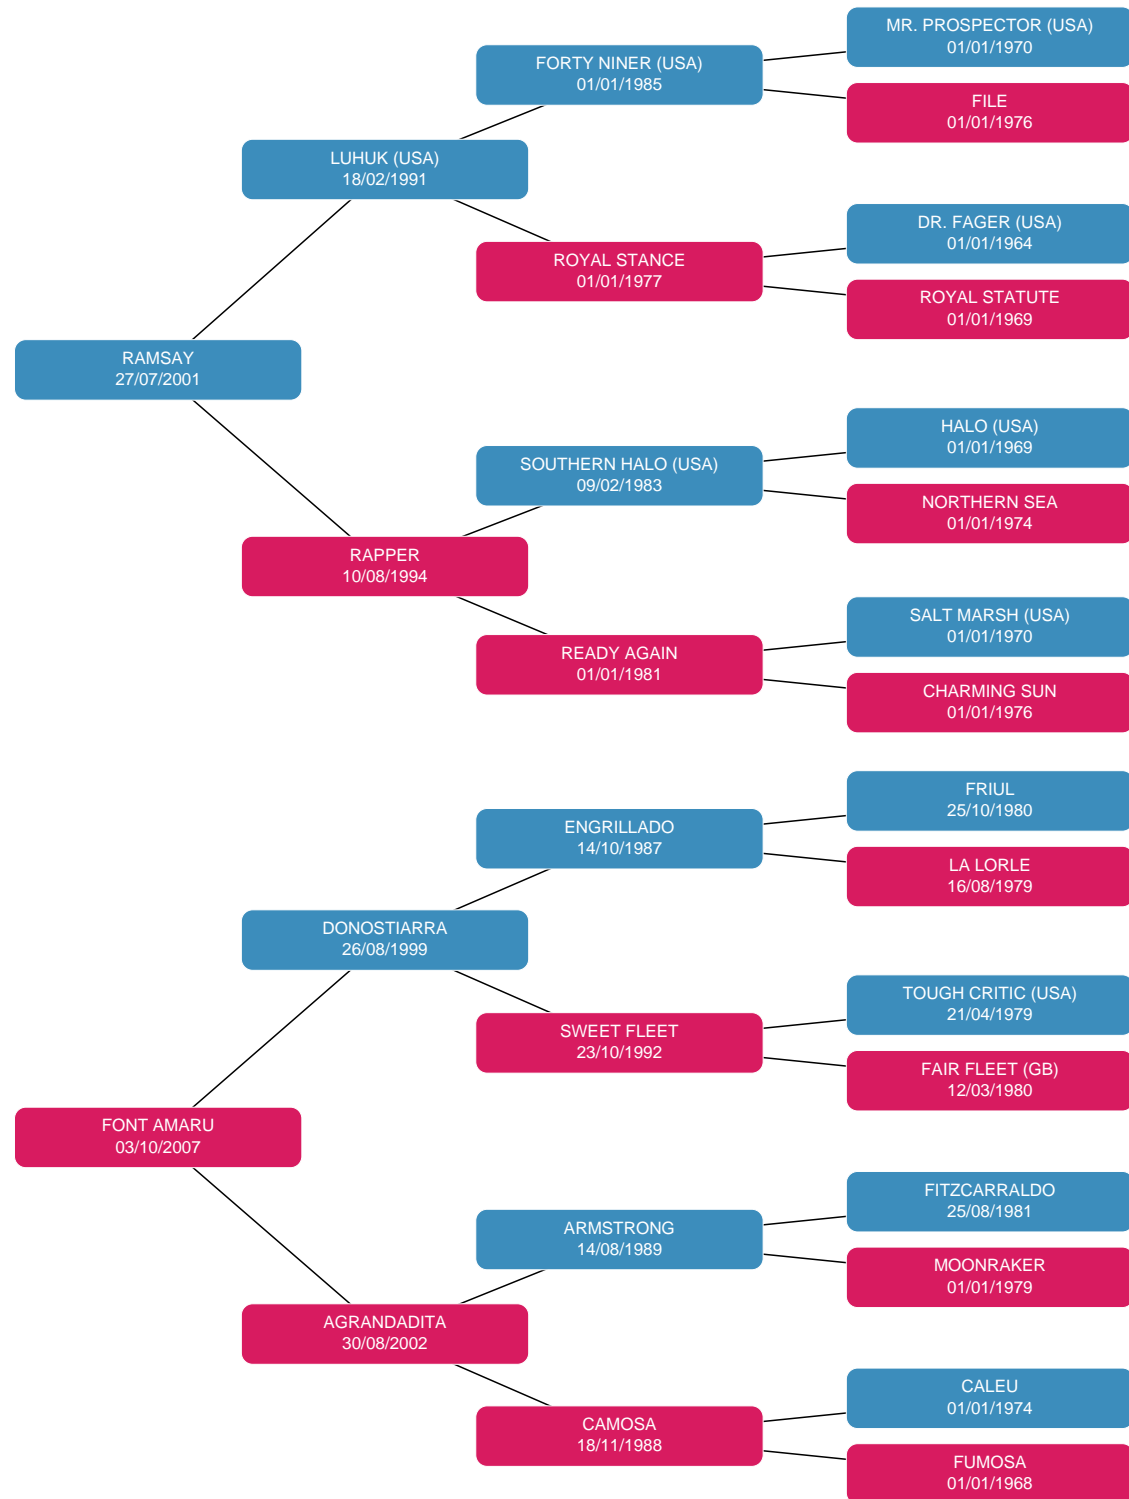 MR. PROSPECTOR (USA)
01/01/1970
FORTY NINER (USA)
01/01/1985
FILE
01/01/1976
LUHUK (USA)
18/02/1991
DR. FAGER (USA)
01/01/1964
ROYAL STANCE
01/01/1977
ROYAL STATUTE
01/01/1969
RAMSAY
27/07/2001
HALO (USA)
01/01/1969
SOUTHERN HALO (USA)
09/02/1983
NORTHERN SEA
01/01/1974
RAPPER
10/08/1994
SALT MARSH (USA)
01/01/1970
READY AGAIN
01/01/1981
CHARMING SUN
01/01/1976
FRIUL
25/10/1980
ENGRILLADO
14/10/1987
LA LORLE
16/08/1979
DONOSTIARRA
26/08/1999
TOUGH CRITIC (USA)
21/04/1979
SWEET FLEET
23/10/1992
FAIR FLEET (GB)
12/03/1980
FONT AMARU
03/10/2007
FITZCARRALDO
25/08/1981
ARMSTRONG
14/08/1989
MOONRAKER
01/01/1979
AGRANDADITA
30/08/2002
CALEU
01/01/1974
CAMOSA
18/11/1988
FUMOSA
01/01/1968